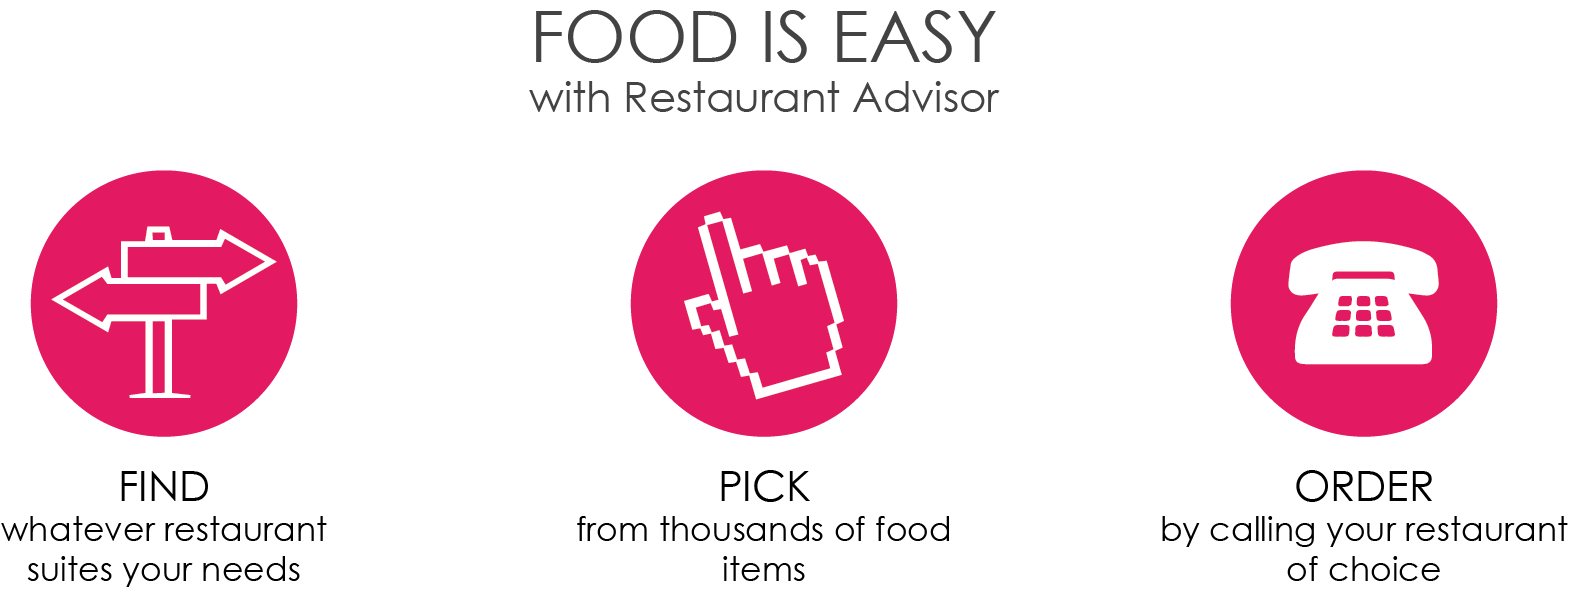 FOOD IS EASY
with Restaurant Advisor
FIND
whatever restaurant
suites your needs
PICK
from thousands of food
items
ORDER
by calling your restaurant
of choice